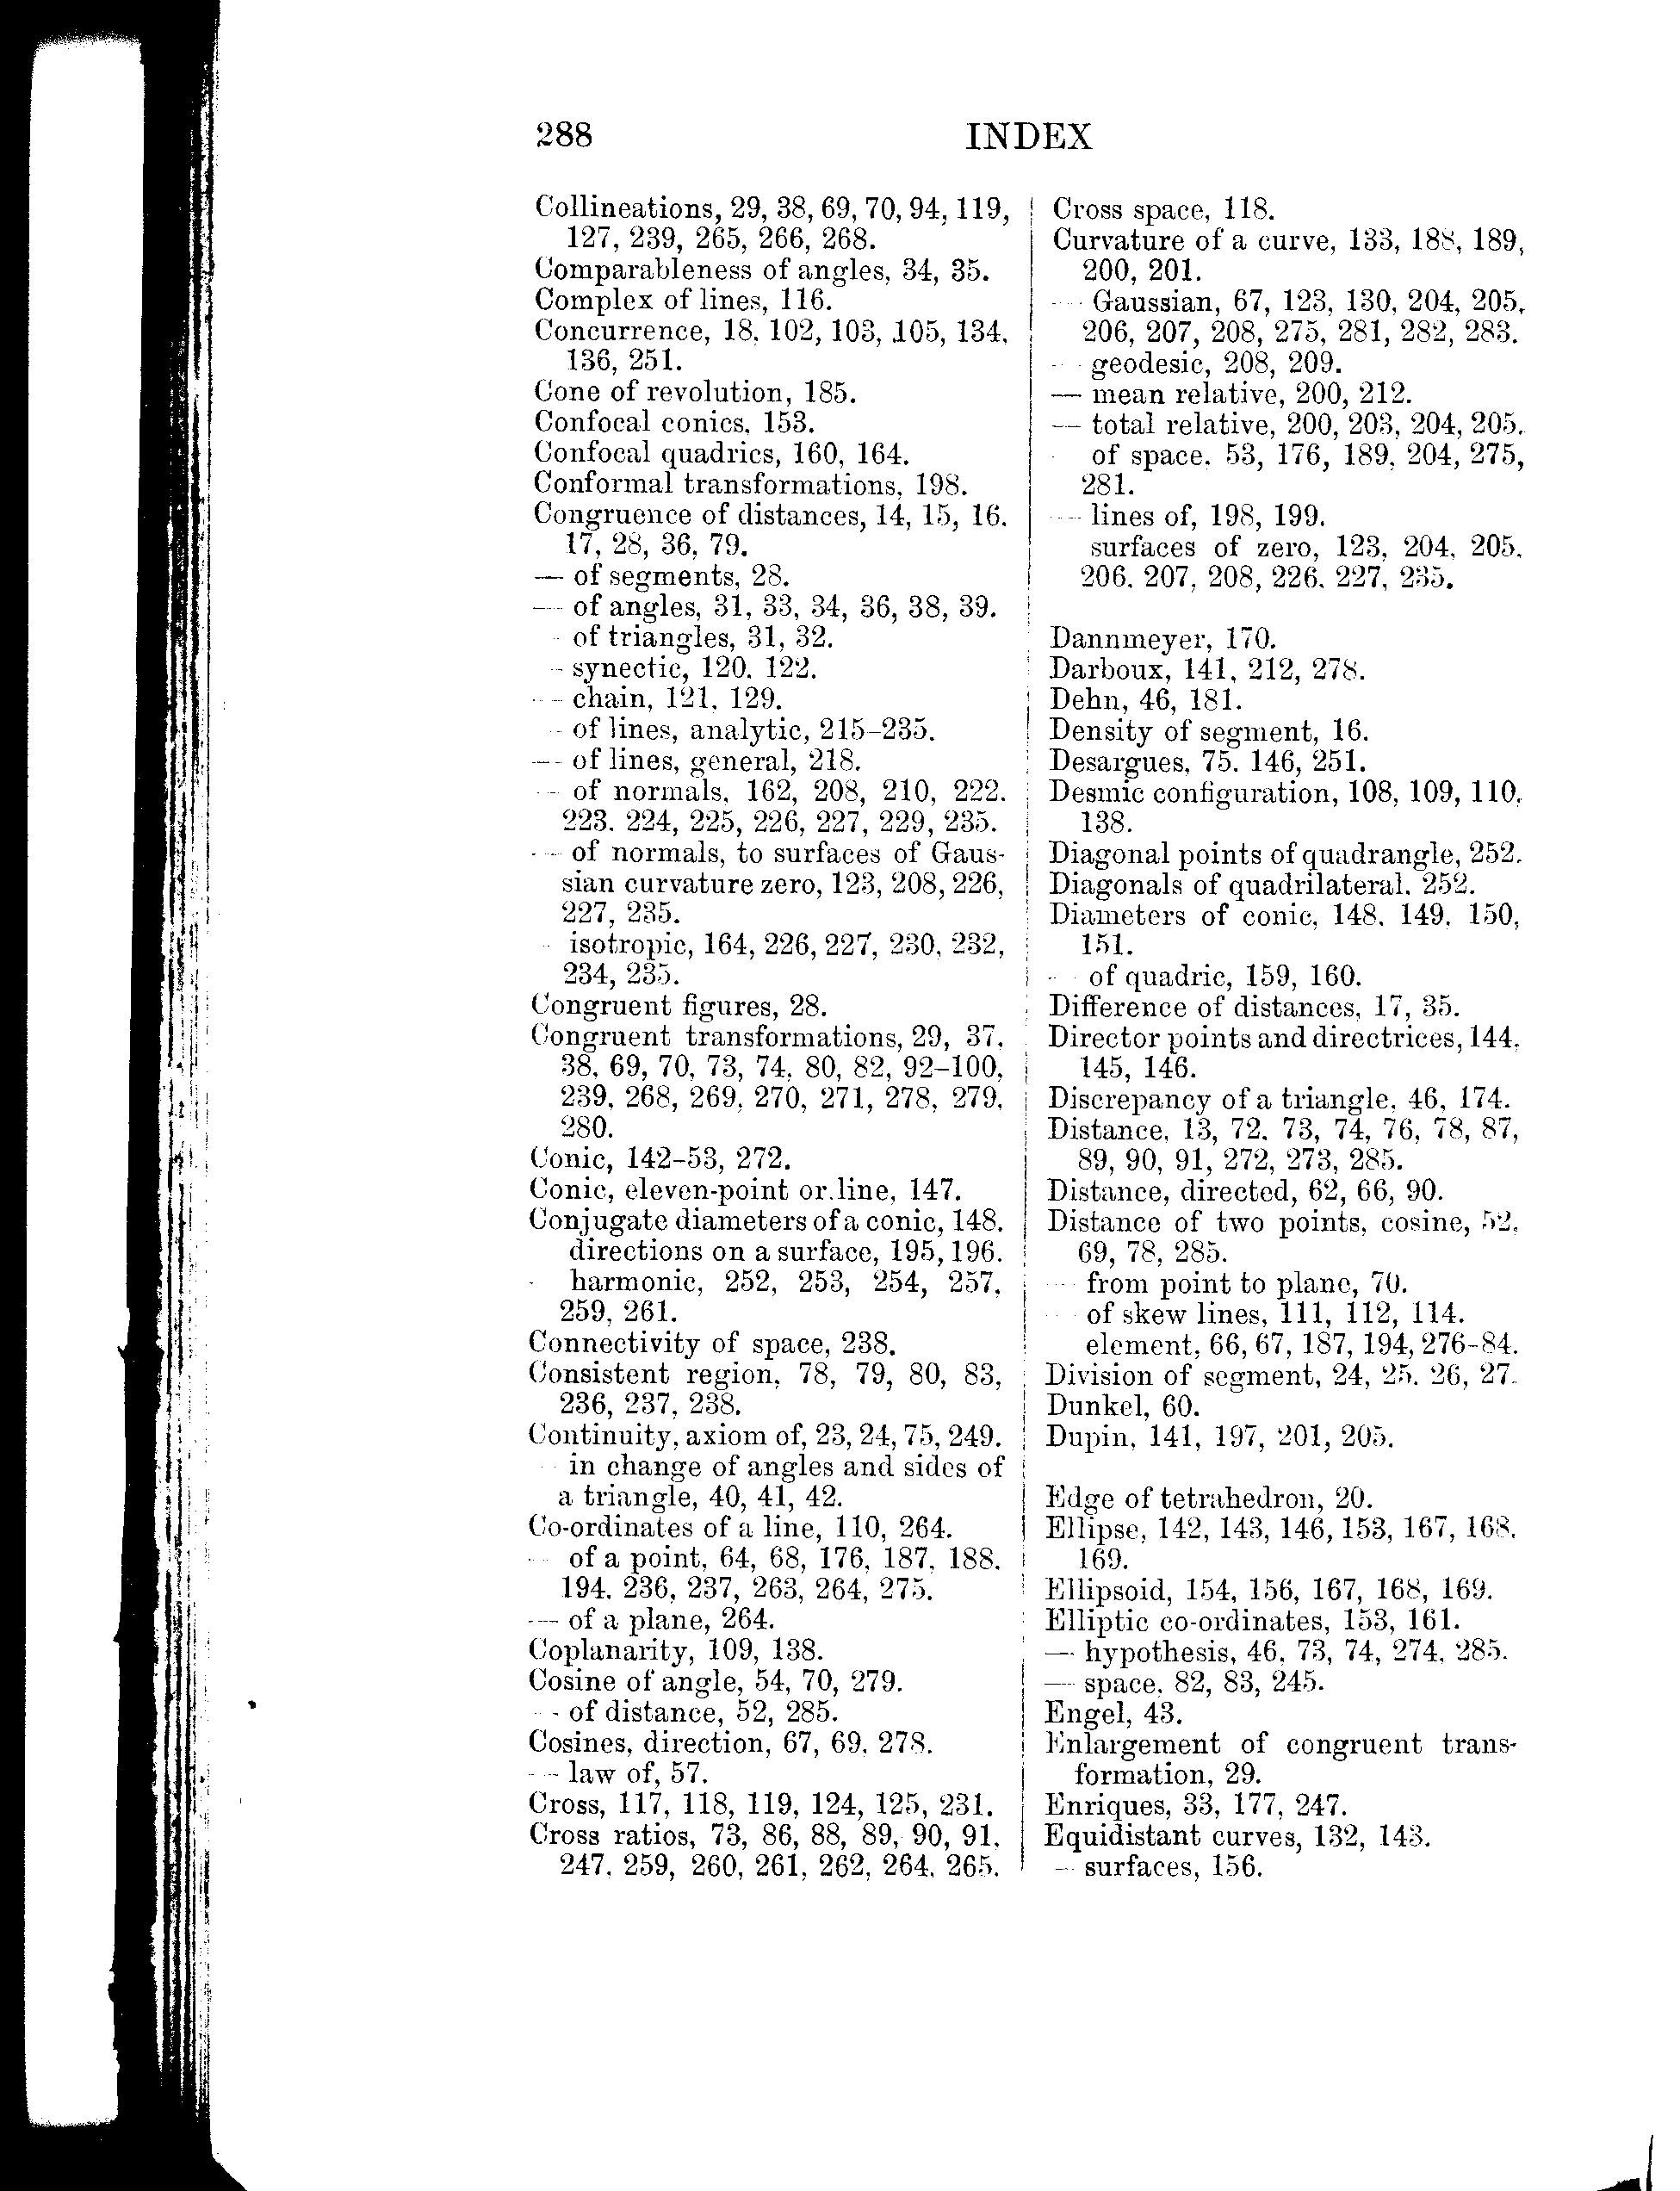 288 INDEX
Collineations, 29, 38, 69, 70, 94, 119,
127, 239, 265, 266, 268.
Comparableness of angles, 34, 35.
Complex of lines, 116.
Concurrence, 18, 102, 103, 105, 134,
136, 251.
Cone of revolution, 185.
Confocal conics, 153.
Confocal quadrics, 160, 164.
Conformal transformations, 198.
Congruence of distances, 14, 15, 16,
17, 28, 36, 79.
— of segments, 28.
— of angles, 31, 33, 34, 36, 38, 39.
— of triangles, 31, 32.
— synectic, 120, 122.
— chain, 121, 129.
— of lines, analytic, 215–235.
— of lines, general, 218.
— of normals, 162, 208, 210, 222,
223, 224, 225, 226, 227, 229, 235.
— of normals, to surfaces of Gaus-
sian curvature zero, 123, 208, 226,
227, 235.
— isotropic, 164, 226, 227, 230, 232,
234, 235.
Congruent figures, 28.
Congruent transformations, 29, 37,
38, 69, 70, 73, 74, 80, 82, 92–100,
239, 268, 269, 270, 271, 278, 279,
280.
Conic, 142–53, 272.
Conic, eleven-point or line, 147.
Conjugate diameters of a conic, 148.
directions on a surface, 195, 196.
— harmonic, 252, 253, 254, 257,
259, 261.
Connectivity of space, 238.
Consistent region, 78, 79, 80, 83,
236, 237, 238.
Continuity, axiom of, 23, 24, 75, 249.
— in change of angles and sides of
a triangle, 40, 41, 42.
Co-ordinates of a line, 110, 264.
— of a point, 64, 68, 176, 187, 188,
194, 236, 237, 263, 264, 275.
— of a plane, 264.
Coplanarity, 109, 138.
Cosine of angle, 54, 70, 279.
— of distance, 52, 285.
Cosines, direction, 67, 69, 278.
— law of, 57.
Cross, 117, 118, 119, 124, 125, 231.
Cross ratios, 73, 86, 88, 89, 90, 91,
247, 259, 260, 261, 262, 264, 265.
Cross space, 118.
Curvature of a curve, 133, 188, 189,
200, 201.
— Gaussian, 67, 123, 130, 204, 205,
206, 207, 208, 275, 281, 282, 283.
— geodesic, 208, 209.
— mean relative, 200, 212.
— total relative, 200, 203, 204, 205.
of space, 53, 176, 189, 204, 275,
281.
— lines of, 198, 199.
surfaces of zero, 123, 204, 205,
206, 207, 208, 226, 227, 235.
Dannmeyer, 170.
Darboux, 141, 212, 278.
Dehn, 46, 181.
Density of segment, 16.
Desargues, 75, 146, 251.
Desmic configuration, 108, 109, 110,
138.
Diagonal points of quadrangle, 252.
Diagonals of quadrilateral, 252.
Diameters of conic, 148, 149, 150,
151.
— of quadric, 159, 160.
Difference of distances, 17, 35.
Director points and directrices, 144,
145, 146.
Discrepancy of a triangle, 46, 174.
Distance, 13, 72, 73, 74, 76, 78, 87,
89, 90, 91, 272, 273, 285.
Distance, directed, 62, 66, 90.
Distance of two points, cosine, 52,
69, 78, 285.
— from point to plane, 70.
— of skew lines, 111, 112, 114.
element, 66, 67, 187, 194, 276–84.
Division of segment, 24, 25, 26, 27.
Dunkel, 60.
Dupin, 141, 197, 201, 205.
Edge of tetrahedron, 20.
Ellipse, 142, 143, 146, 153, 167, 168,
169.
Ellipsoid, 154, 156, 167, 168, 169.
Elliptic co-ordinates, 153, 161.
— hypothesis, 46, 73, 74, 274, 285.
— space, 82, 83, 245.
Engel, 43.
Enlargement of congruent trans-
formation, 29.
Enriques, 33, 177, 247.
Equidistant curves, 132, 143.
— surfaces, 156.